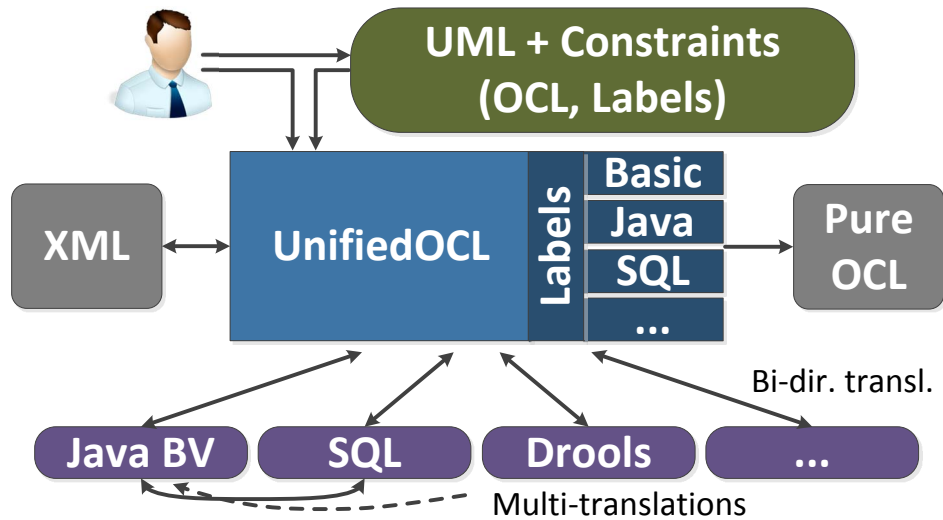 UML + Constraints
(OCL, Labels)
XML
UnifiedOCL
Labels
Basic
Java
SQL
...
Pure
OCL
Bi-dir. transl.
Java BV
SQL
Drools
...
Multi-translations